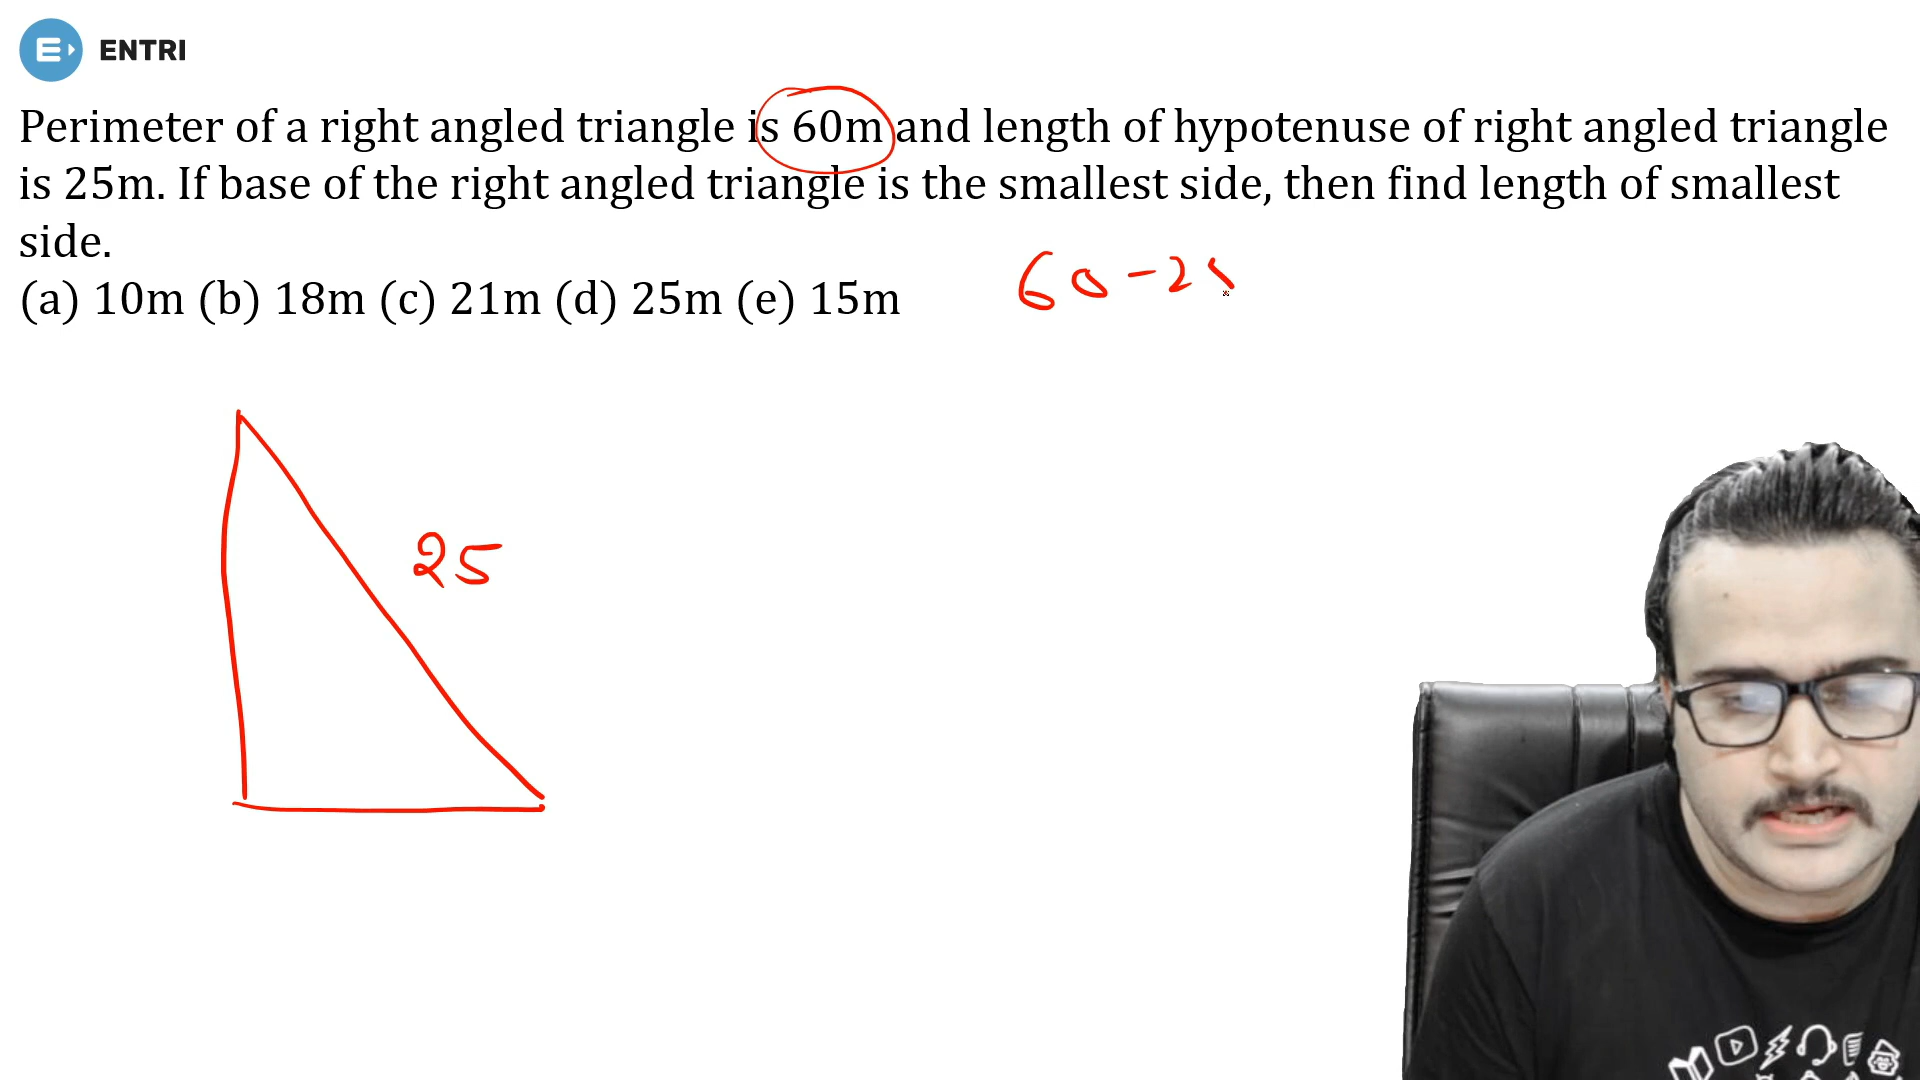 ENTRI
Perimeter of a right angled triangle is 60m and length of hypotenuse of right angled triangle
is 25m. If base of the right angled triangle is the smallest side, then find length of smallest
side.
60-2
(a) 10m (b) 18m (c) 21m (d) 25m (e) 15m
25